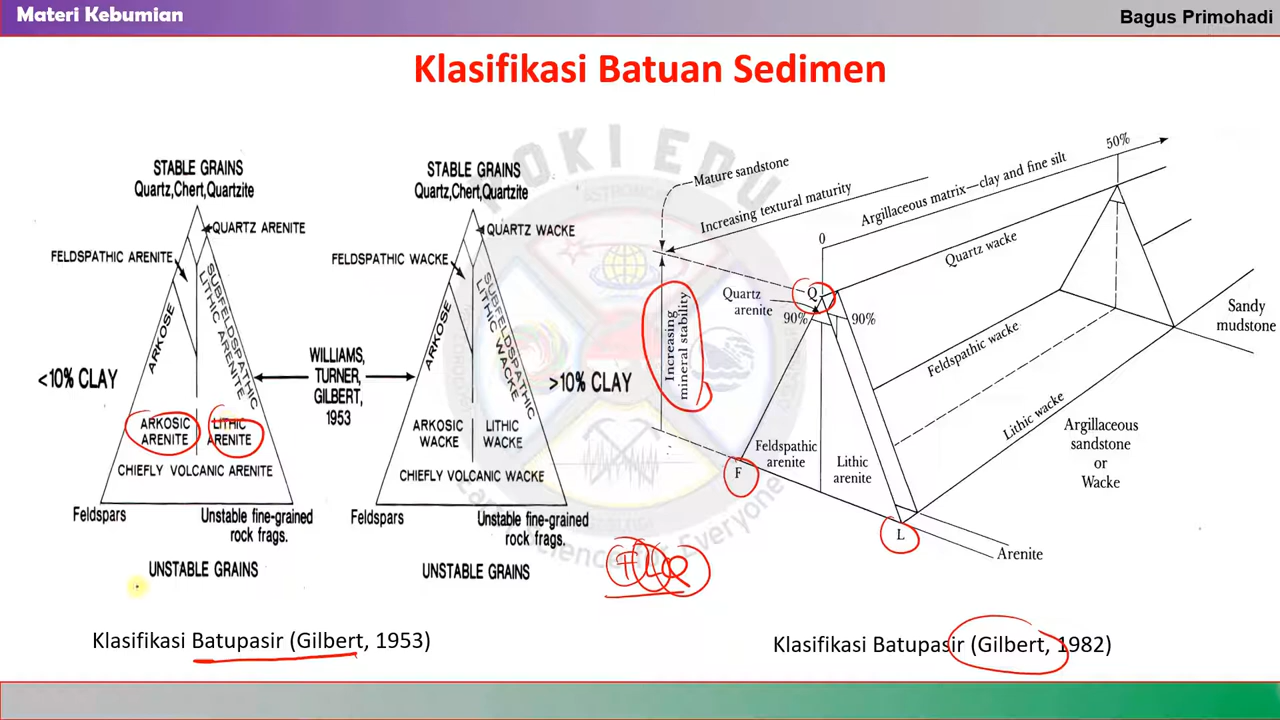 Materi Kebumian
Bagus Primohadi
Klasifikasi Batuan Sedimen
STABLE GRAINS
Quartz,Chert,Quartzite
QUARTZ ARENITE
FELDSPATHIC ARENITE
SUBFELDSPATHIC
LITHIC ARENITE
ARKOSE
<10% CLAY
ARKOSIC
ARENITE
LITHIC
ARENITE
CHIEFLY VOLCANIC ARENITE
Feldspars
Unstable fine-grained
rock frags.
UNSTABLE GRAINS
WILLIAMS,
TURNER,
GILBERT,
1953
STABLE GRAINS
Quartz,Chert,Quartzite
QUARTZ WACKE
FELDSPATHIC WACKE
SUBFELDSPATHIC
LITHIC WACKE
ARKOSE
>10% CLAY
ARKOSIC
WACKE
LITHIC
WACKE
CHIEFLY VOLCANIC WACKE
Feldspars
Unstable fine-grained
rock frags.
UNSTABLE GRAINS
FLQ
Klasifikasi Batupasir (Gilbert, 1953)
50%
Mature sandstone
Increasing textural maturity
Argillaceous matrix—clay and fine silt
0
Quartz wacke
Q
Quartz
arenite
90%
90%
Increasing
mineral stability
Feldspathic wacke
Sandy
mudstone
Lithic wacke
Feldspathic
arenite
Lithic
arenite
Argillaceous
sandstone
or
Wacke
F
L
Arenite
Klasifikasi Batupasir (Gilbert, 1982)
POKI EDU